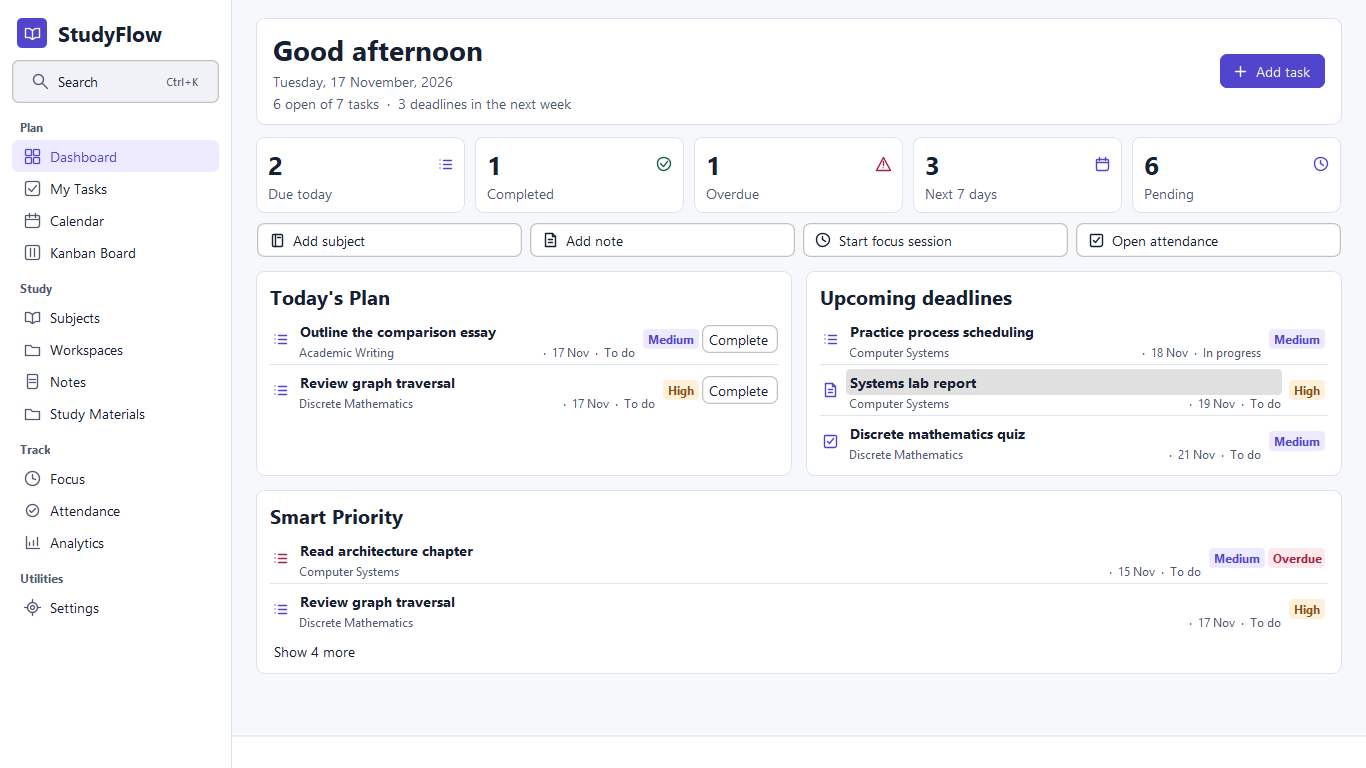 StudyFlow
Search Ctrl+K
Plan
Dashboard
My Tasks
Calendar
Kanban Board
Study
Subjects
Workspaces
Notes
Study Materials
Track
Focus
Attendance
Analytics
Utilities
Settings
Good afternoon
Tuesday, 17 November, 2026
6 open of 7 tasks · 3 deadlines in the next week
Add task
2
Due today
1
Completed
1
Overdue
3
Next 7 days
6
Pending
Add subject
Add note
Start focus session
Open attendance
Today's Plan
Outline the comparison essay
Academic Writing · 17 Nov · To do
Medium
Complete
Review graph traversal
Discrete Mathematics · 17 Nov · To do
High
Complete
Upcoming deadlines
Practice process scheduling
Computer Systems · 18 Nov · In progress
Medium
Systems lab report
Computer Systems · 19 Nov · To do
High
Discrete mathematics quiz
Discrete Mathematics · 21 Nov · To do
Medium
Smart Priority
Read architecture chapter
Computer Systems · 15 Nov · To do
Medium Overdue
Review graph traversal
Discrete Mathematics · 17 Nov · To do
High
Show 4 more